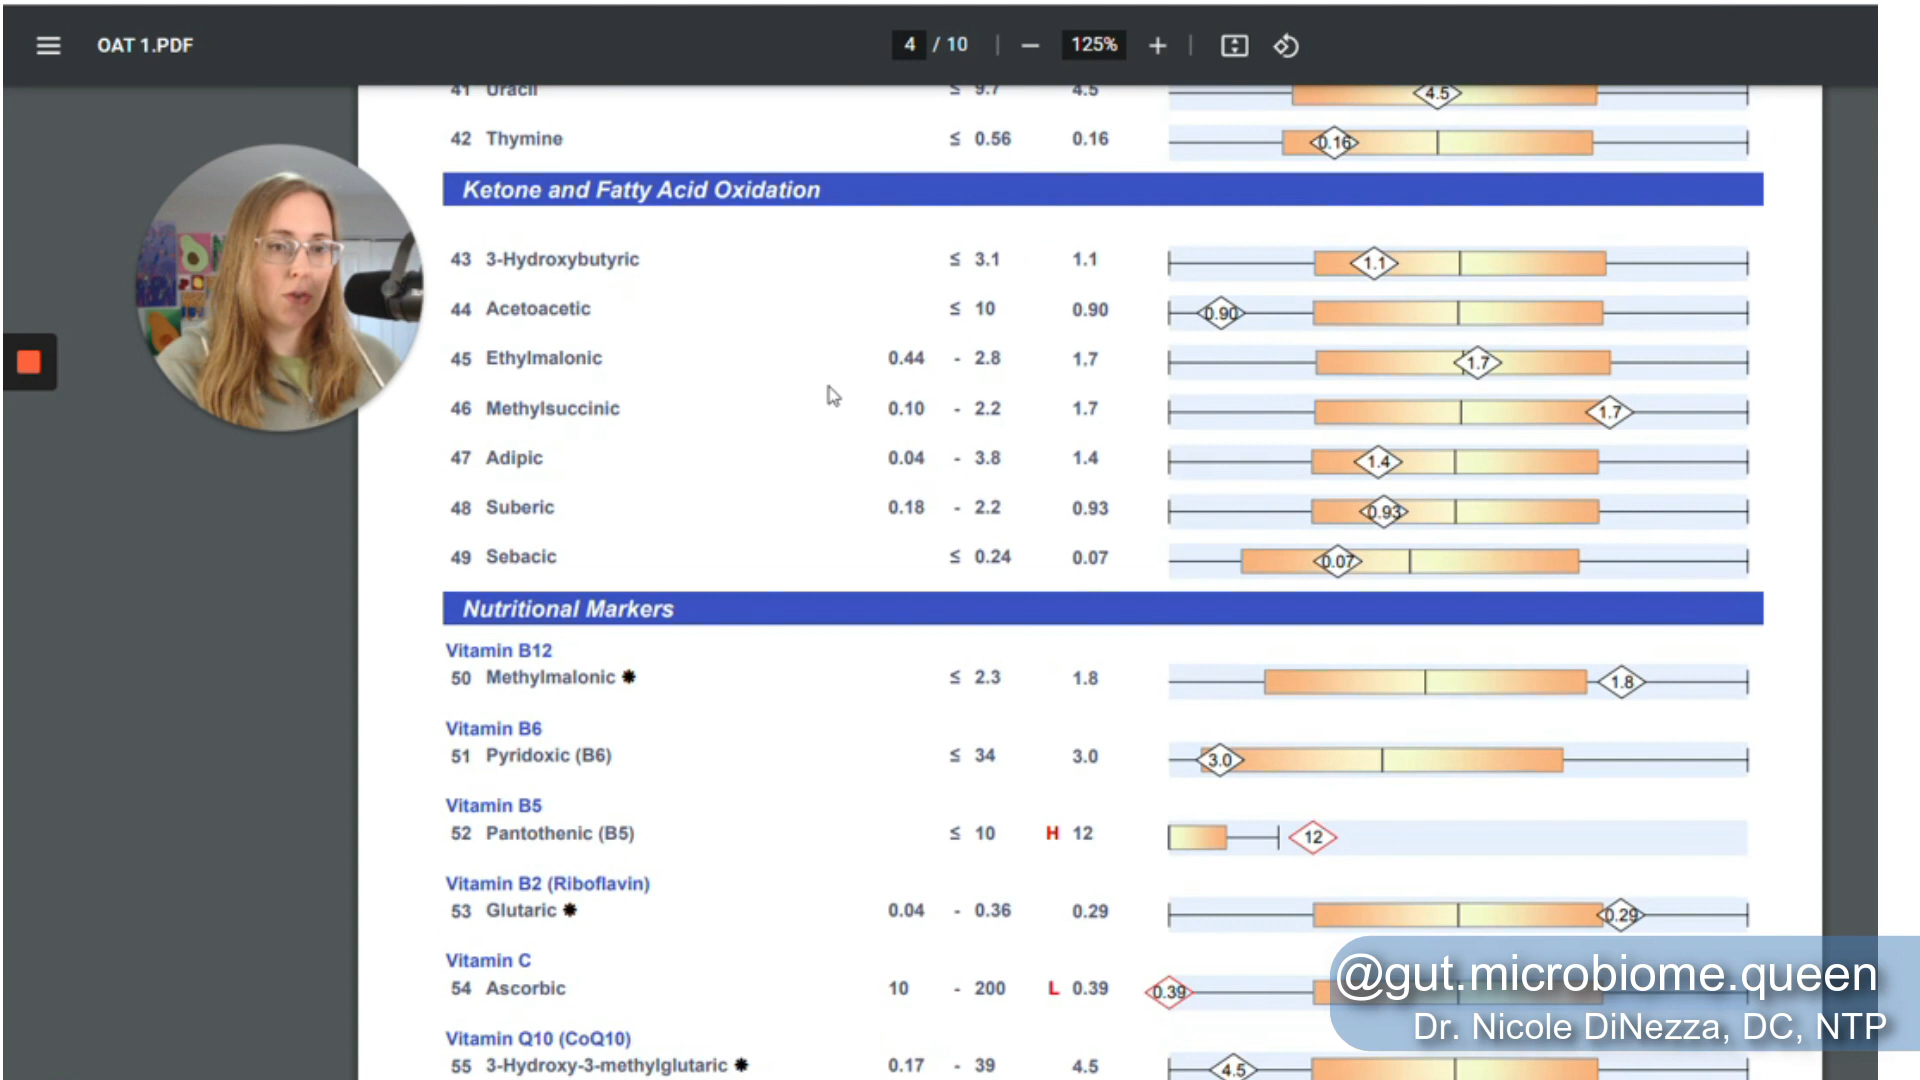 OAT 1.PDF
4 / 10
125%
41 Uracil ≤ 9.7 4.5 4.5
42 Thymine ≤ 0.56 0.16 0.16
Ketone and Fatty Acid Oxidation
43 3-Hydroxybutyric ≤ 3.1 1.1 1.1
44 Acetoacetic ≤ 10 0.90 0.90
45 Ethylmalonic 0.44 - 2.8 1.7 1.7
46 Methylsuccinic 0.10 - 2.2 1.7 1.7
47 Adipic 0.04 - 3.8 1.4 1.4
48 Suberic 0.18 - 2.2 0.93 0.93
49 Sebacic ≤ 0.24 0.07 0.07
Nutritional Markers
Vitamin B12
50 Methylmalonic ✱ ≤ 2.3 1.8 1.8
Vitamin B6
51 Pyridoxic (B6) ≤ 34 3.0 3.0
Vitamin B5
52 Pantothenic (B5) ≤ 10 H 12 12
Vitamin B2 (Riboflavin)
53 Glutaric ✱ 0.04 - 0.36 0.29 0.29
Vitamin C
54 Ascorbic 10 - 200 L 0.39 0.39
Vitamin Q10 (CoQ10)
55 3-Hydroxy-3-methylglutaric ✱ 0.17 - 39 4.5 4.5
@gut.microbiome.queen
Dr. Nicole DiNezza, DC, NTP